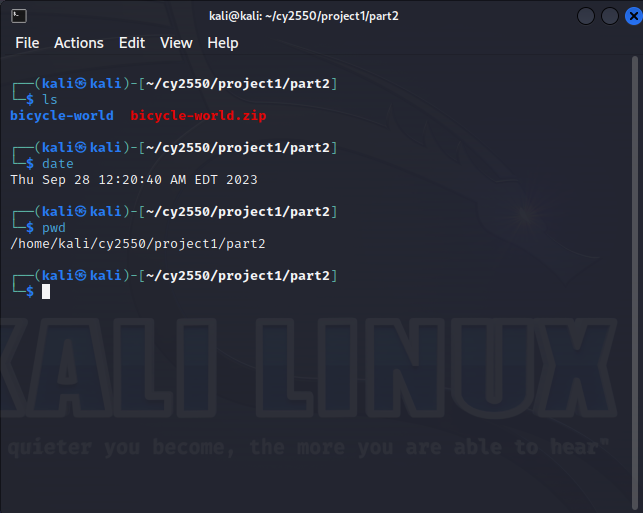 kali@kali: ~/cy2550/project1/part2
File Actions Edit View Help
┌──(kali㉿kali)-[~/cy2550/project1/part2]
└─$ ls
bicycle-world bicycle-world.zip
┌──(kali㉿kali)-[~/cy2550/project1/part2]
└─$ date
Thu Sep 28 12:20:40 AM EDT 2023
┌──(kali㉿kali)-[~/cy2550/project1/part2]
└─$ pwd
/home/kali/cy2550/project1/part2
┌──(kali㉿kali)-[~/cy2550/project1/part2]
└─$
KALI LINUX
quieter you become, the more you are able to hear"